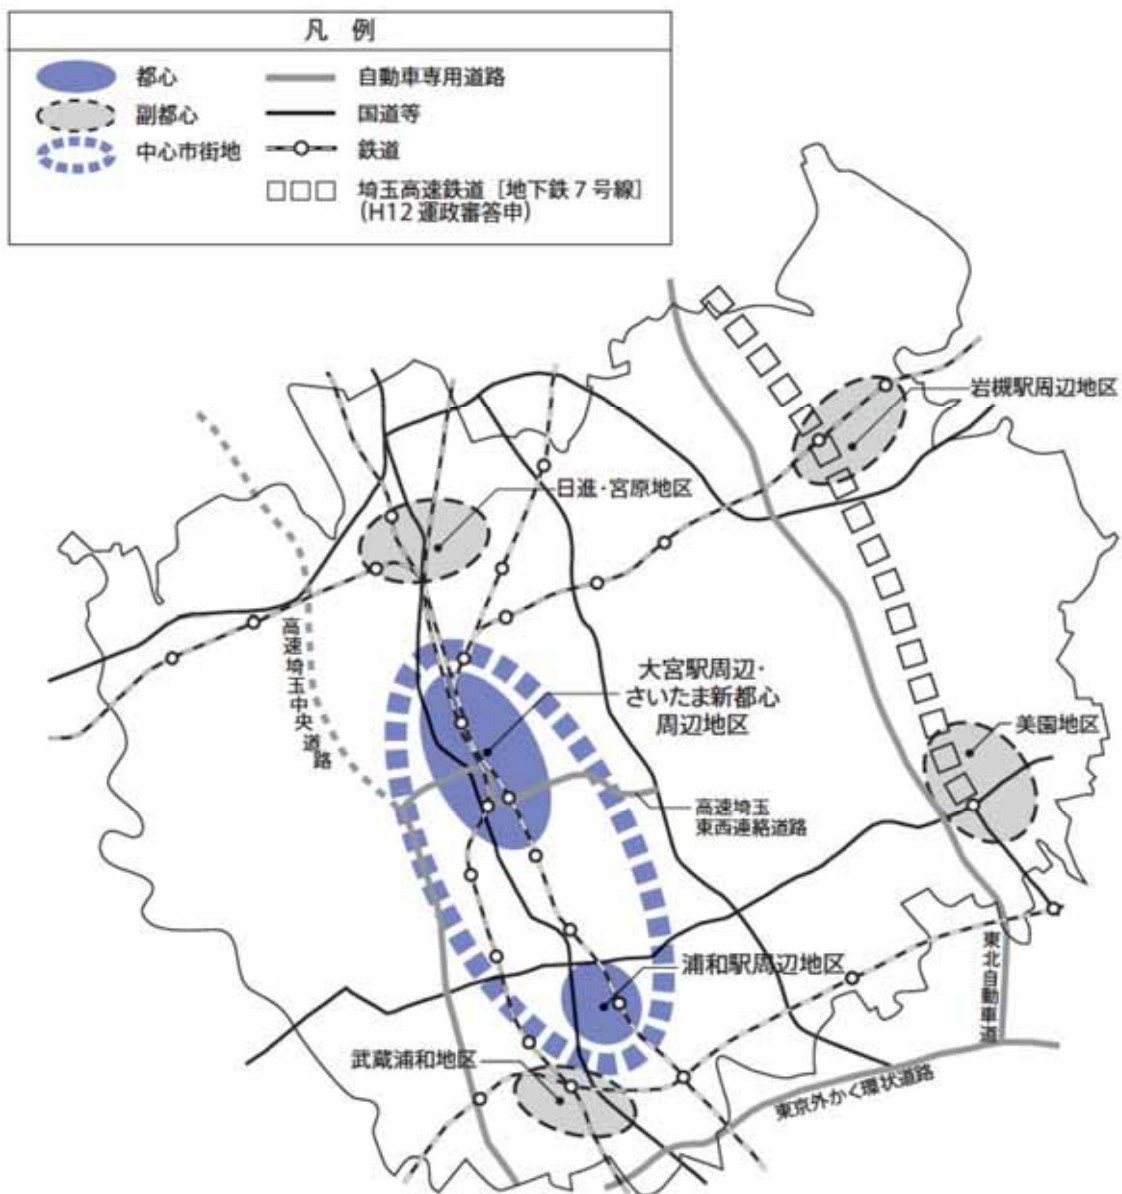 凡 例
都心
副都心
中心市街地
自動車専用道路
国道等
鉄道
埼玉高速鉄道［地下鉄7号線］
（H12運政審答申）
岩槻駅周辺地区
日進・宮原地区
高速埼玉中央道路
大宮駅周辺・
さいたま新都心
周辺地区
美園地区
高速埼玉
東西連絡道路
浦和駅周辺地区
東北自動車道
武蔵浦和地区
東京外かく環状道路